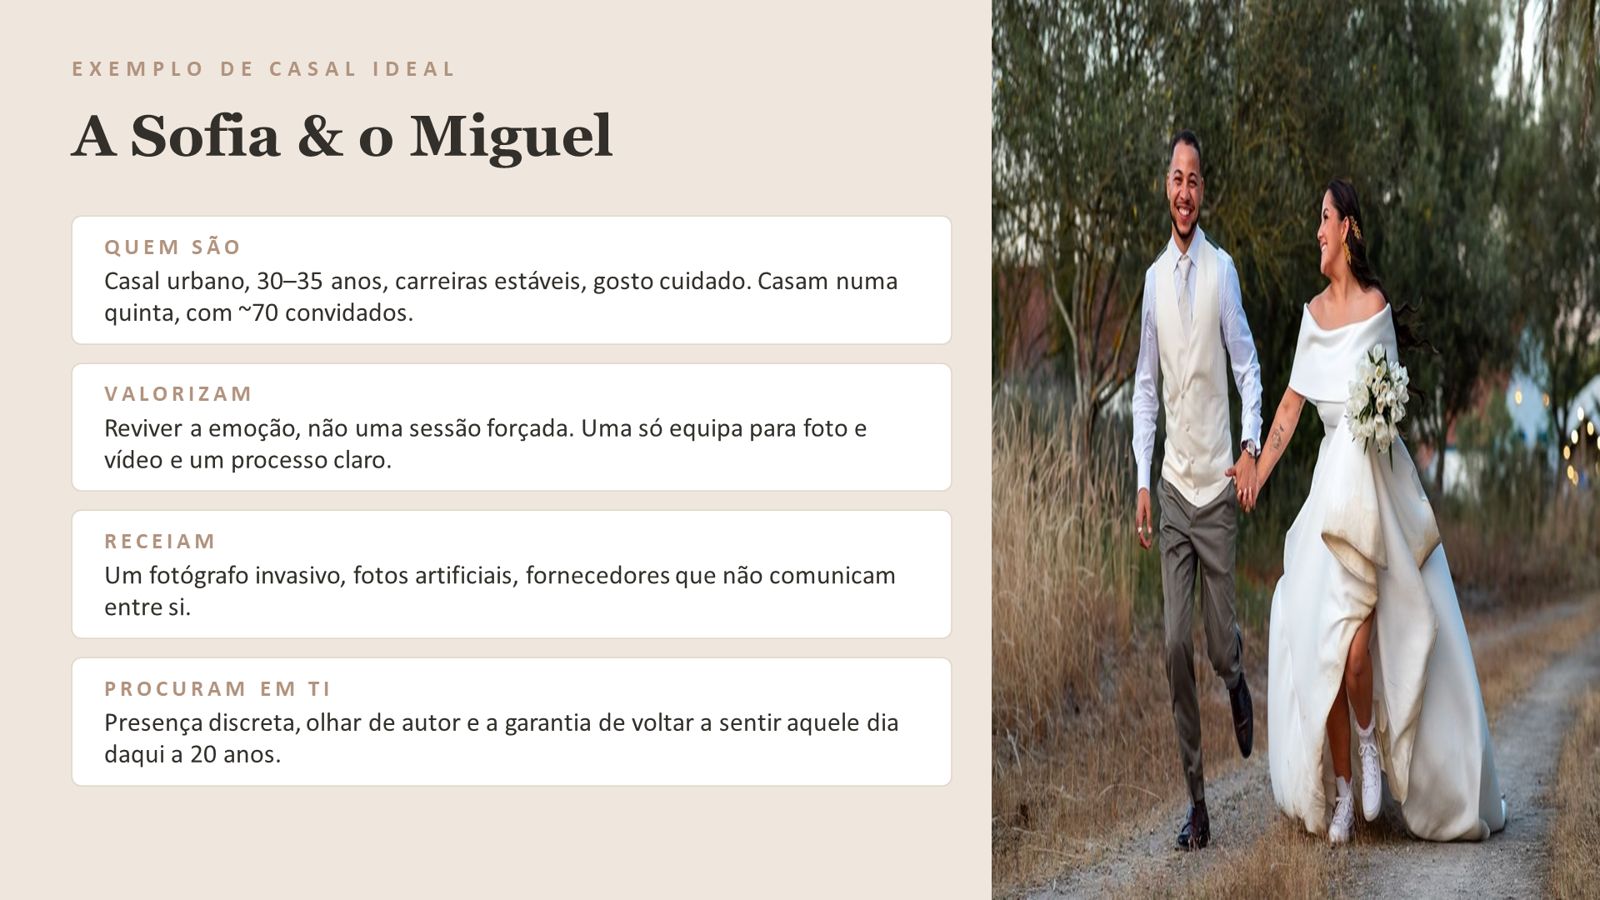 EXEMPLO DE CASAL IDEAL
A Sofia & o Miguel
QUEM SÃO
Casal urbano, 30–35 anos, carreiras estáveis, gosto cuidado. Casam numa
quinta, com ~70 convidados.
VALORIZAM
Reviver a emoção, não uma sessão forçada. Uma só equipa para foto e
vídeo e um processo claro.
RECEIAM
Um fotógrafo invasivo, fotos artificiais, fornecedores que não comunicam
entre si.
PROCURAM EM TI
Presença discreta, olhar de autor e a garantia de voltar a sentir aquele dia
daqui a 20 anos.